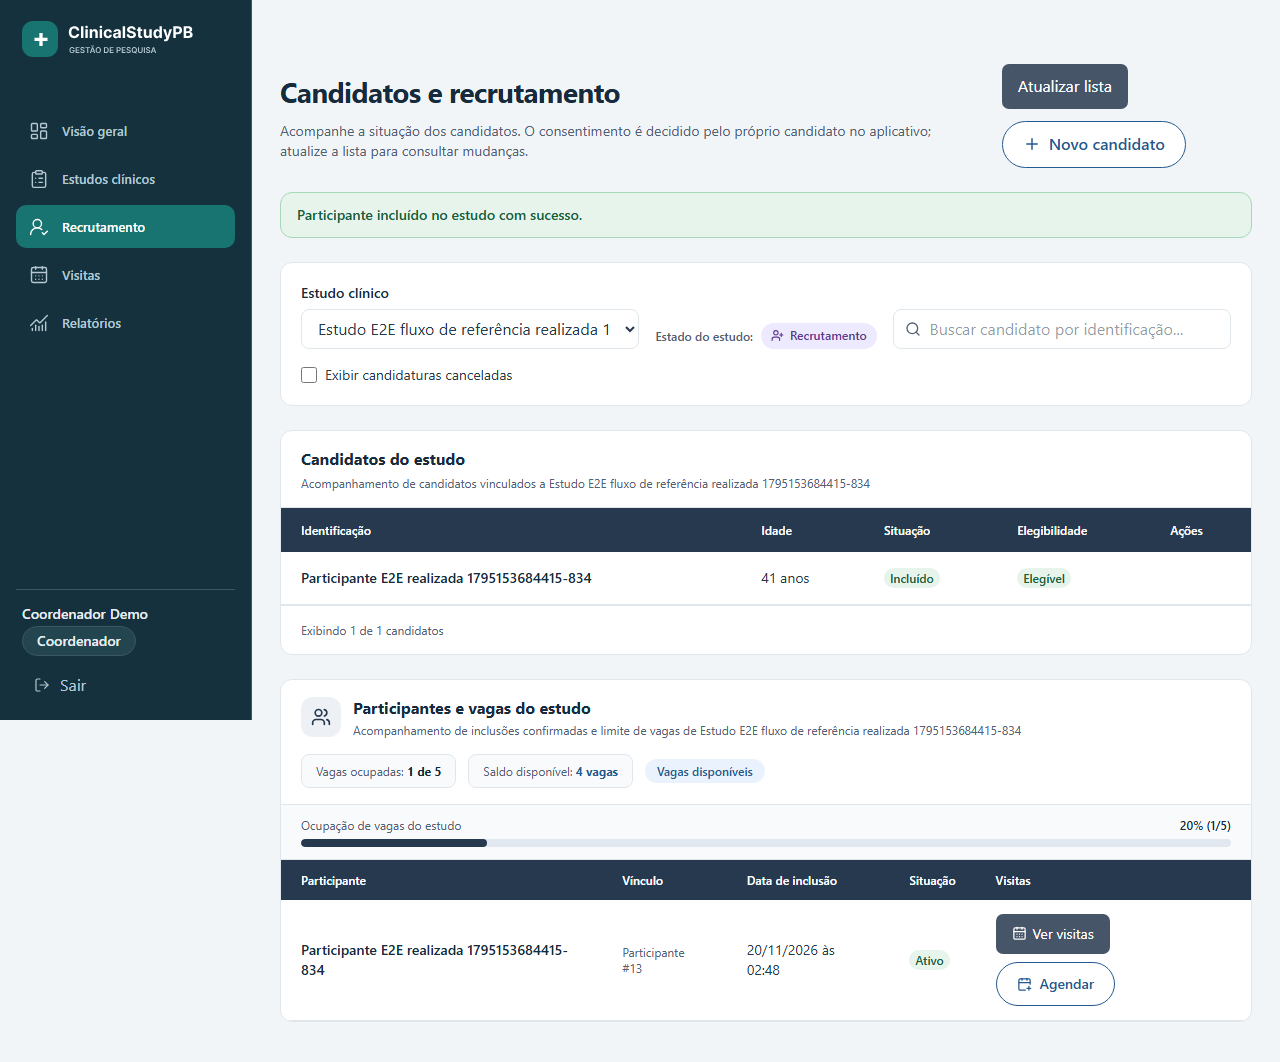 ClinicalStudyPB
GESTÃO DE PESQUISA
Visão geral
Estudos clínicos
Recrutamento
Visitas
Relatórios
Coordenador Demo
Coordenador
Sair
Candidatos e recrutamento
Acompanhe a situação dos candidatos. O consentimento é decidido pelo próprio candidato no aplicativo;
atualize a lista para consultar mudanças.
Atualizar lista
Novo candidato
Participante incluído no estudo com sucesso.
Estudo clínico
Estudo E2E fluxo de referência realizada 1
Estado do estudo:
Recrutamento
Buscar candidato por identificação...
Exibir candidaturas canceladas
Candidatos do estudo
Acompanhamento de candidatos vinculados a Estudo E2E fluxo de referência realizada 1795153684415-834
Identificação Idade Situação Elegibilidade Ações
Participante E2E realizada 1795153684415-834 41 anos Incluído Elegível
Exibindo 1 de 1 candidatos
Participantes e vagas do estudo
Acompanhamento de inclusões confirmadas e limite de vagas de Estudo E2E fluxo de referência realizada 1795153684415-834
Vagas ocupadas: 1 de 5
Saldo disponível: 4 vagas
Vagas disponíveis
Ocupação de vagas do estudo 20% (1/5)
Participante Vínculo Data de inclusão Situação Visitas
Participante E2E realizada 1795153684415-
834
Participante
#13
20/11/2026 às
02:48
Ativo
Ver visitas
Agendar